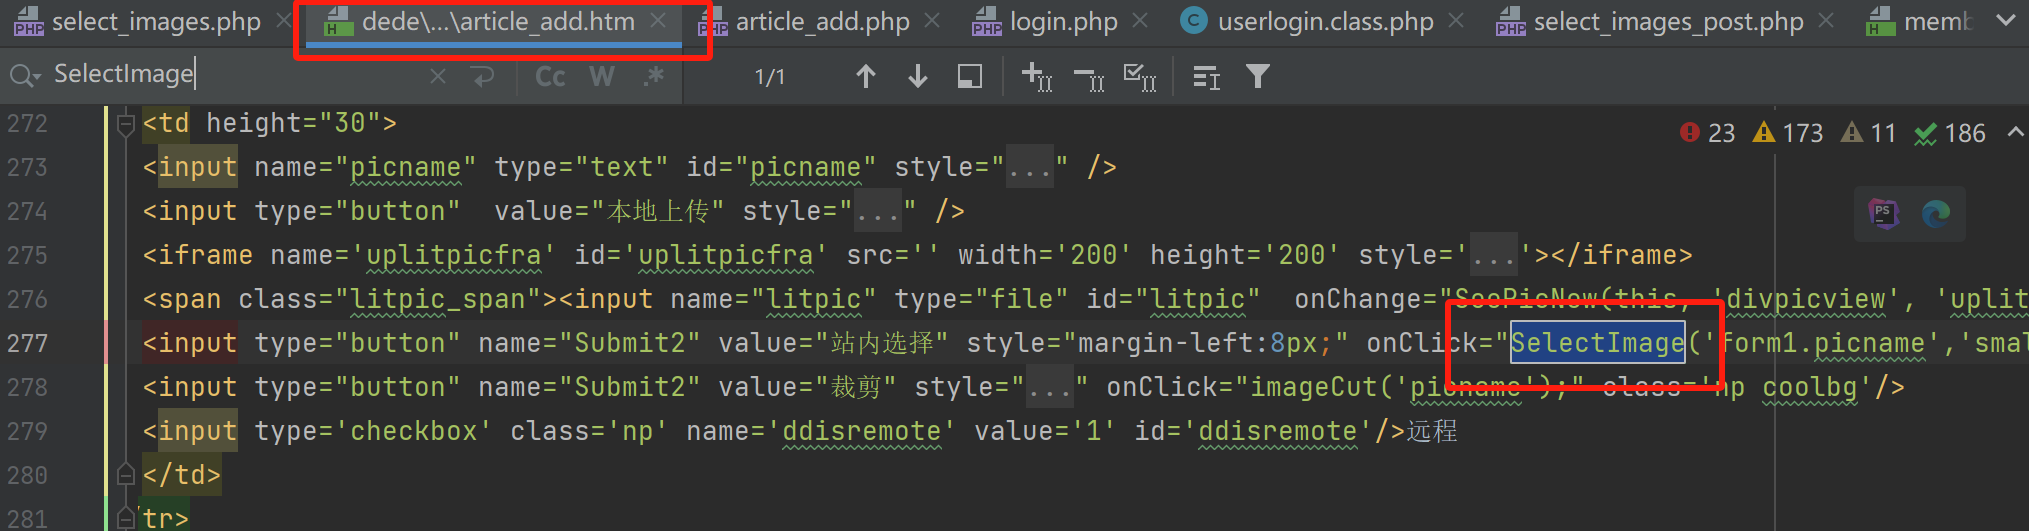 select_images.php dede\...\article_add.htm article_add.php login.php userlogin.class.php select_images_post.php memb
SelectImage Cc W .* 1/1
23 173 11 186
272 <td height="30">
273 <input name="picname" type="text" id="picname" style="..." />
274 <input type="button"  value="本地上传" style="..." />
275 <iframe name='uplitpicfra' id='uplitpicfra' src='' width='200' height='200' style='...'></iframe>
276 <span class="litpic_span"><input name="litpic" type="file" id="litpic"  onChange="SeePicNew(this, 'divpicview', 'uplit
277 <input type="button" name="Submit2" value="站内选择" style="margin-left:8px;" onClick="SelectImage('form1.picname','smal
278 <input type="button" name="Submit2" value="裁剪" style="..." onClick="imageCut('picname');" class='np coolbg'/>
279 <input type='checkbox' class='np' name='ddisremote' value='1' id='ddisremote'/>远程
280 </td>
281 tr>